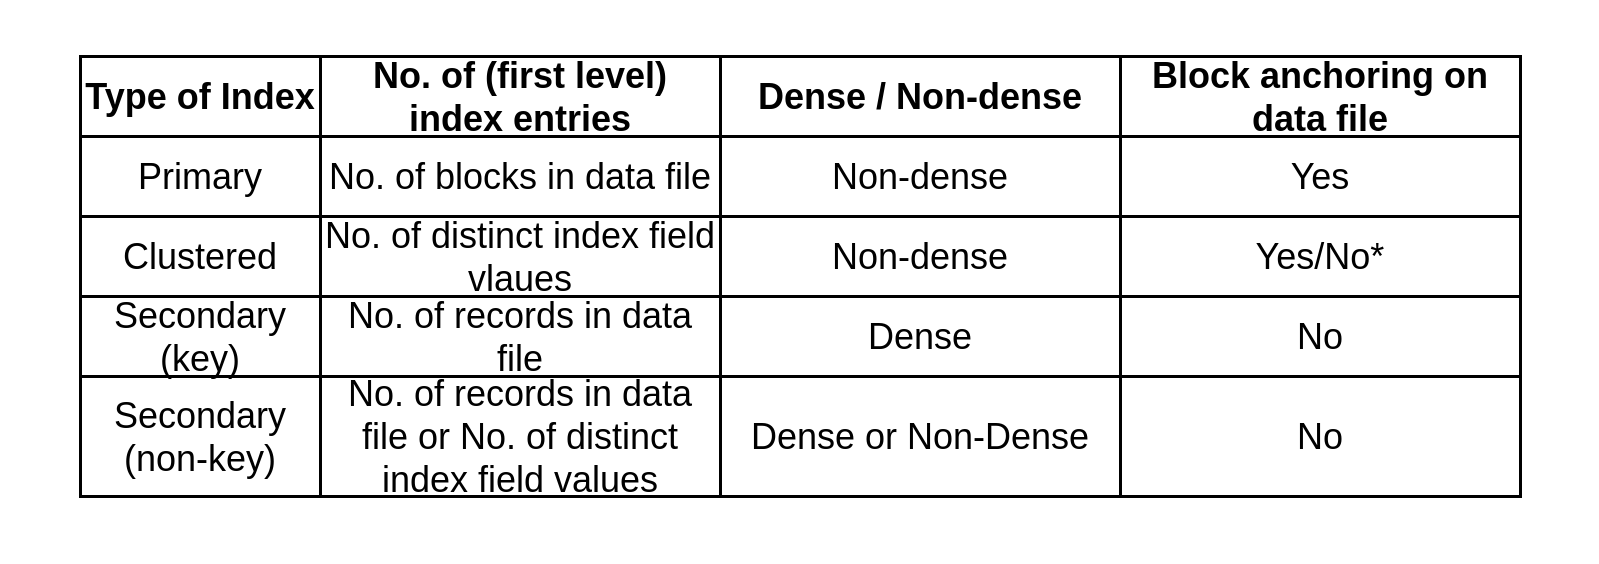 Type of Index
No. of (first level)
index entries
Dense / Non-dense
Block anchoring on
data file
Primary
No. of blocks in data file
Non-dense
Yes
Clustered
No. of distinct index field
vlaues
Non-dense
Yes/No*
Secondary
(key)
No. of records in data
file
Dense
No
Secondary
(non-key)
No. of records in data
file or No. of distinct
index field values
Dense or Non-Dense
No